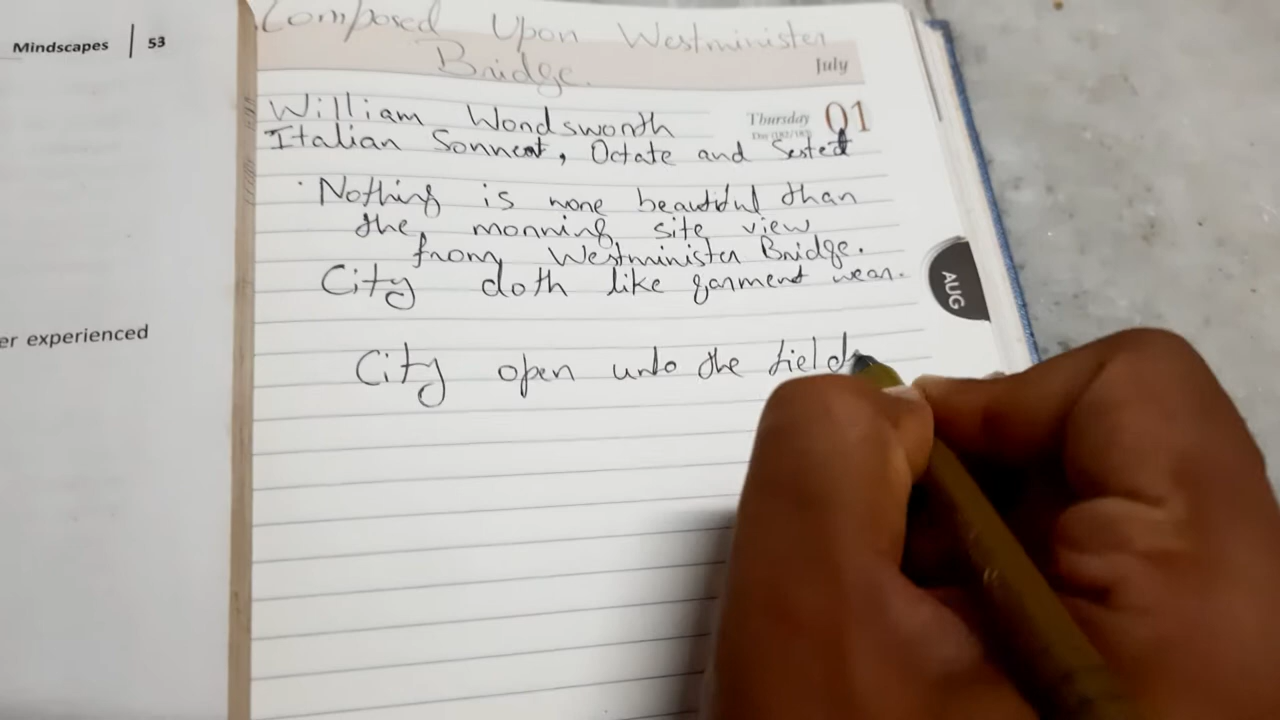 Mindscapes | 53
er experienced
Composed Upon Westminister
Bridge.
July
Thursday 01
William Wordsworth
Italian Sonneat, Octate and Sestet
Nothing is more beautiful than
the morning site view
from Westminister Bridge.
City doth like garment wear.
AUG
City open unto the field